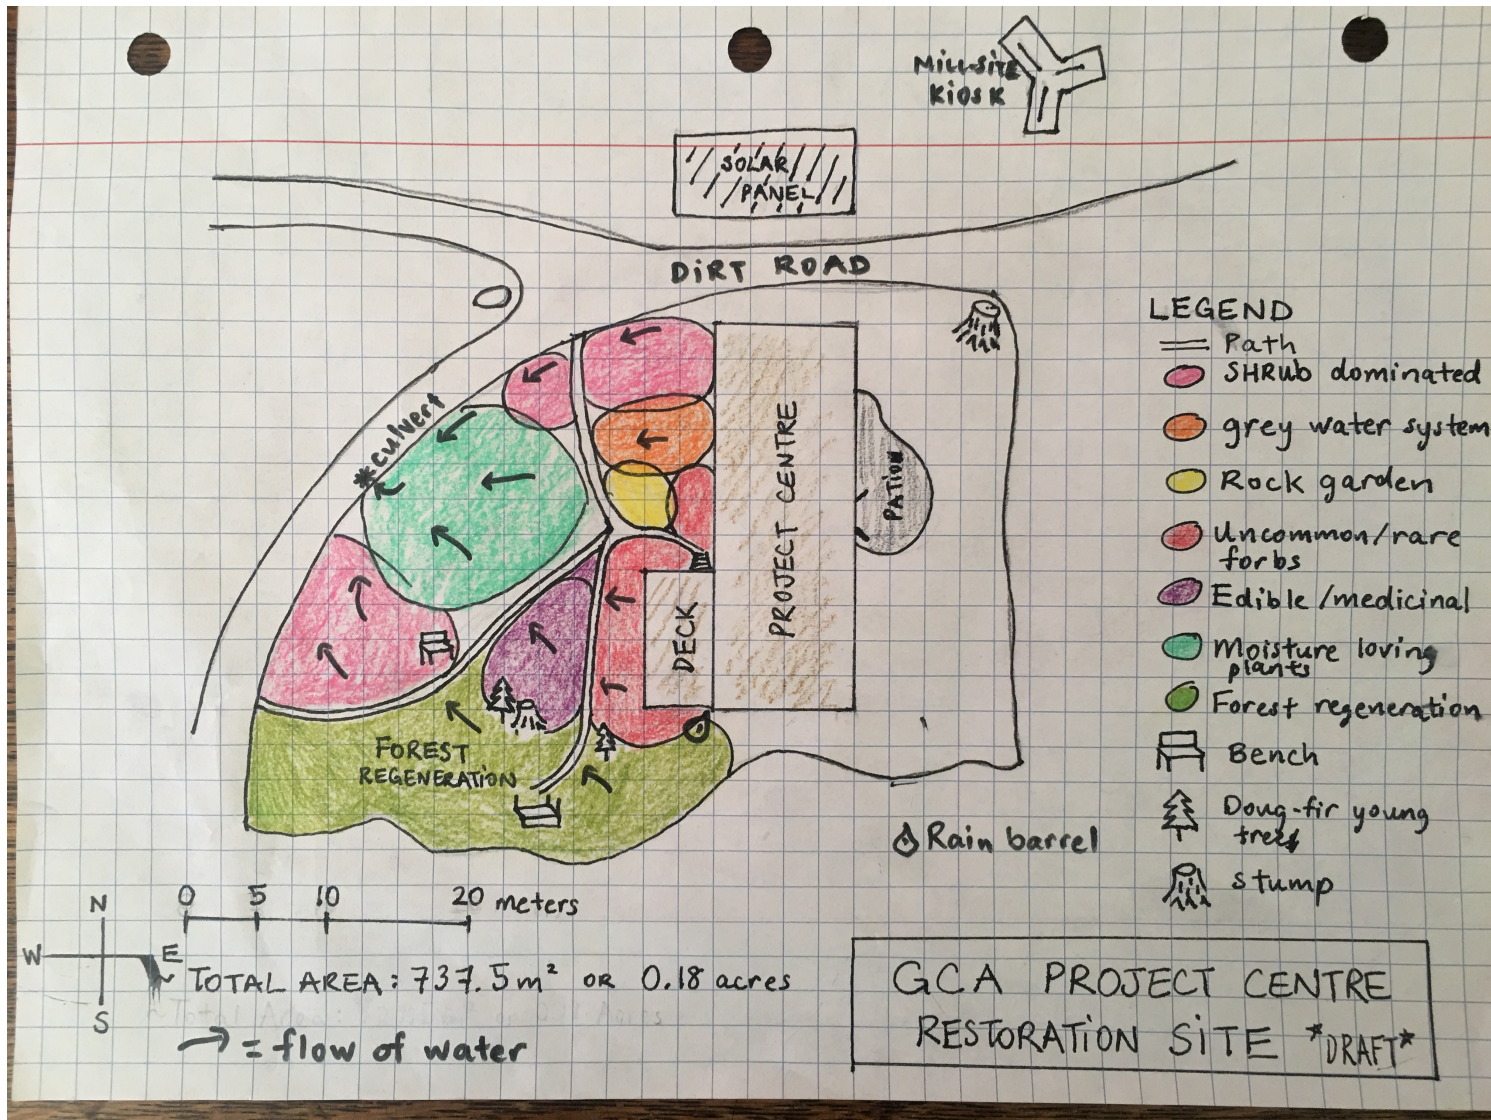 MILL-SITE
KIOSK
SOLAR
PANEL
DIRT ROAD
*culvert
PROJECT CENTRE
PATION
DECK
FOREST
REGENERATION
LEGEND
Path
SHRub dominated
grey water system
Rock garden
Uncommon/rare
forbs
Edible/medicinal
Moisture loving
plants
Forest regeneration
Bench
Doug-fir young
trees
Stump
Rain barrel
0 5 10 20 meters
N
W E
S
TOTAL AREA: 737.5m² OR 0.18 acres
→ = flow of water
GCA PROJECT CENTRE
RESTORATION SITE *DRAFT*